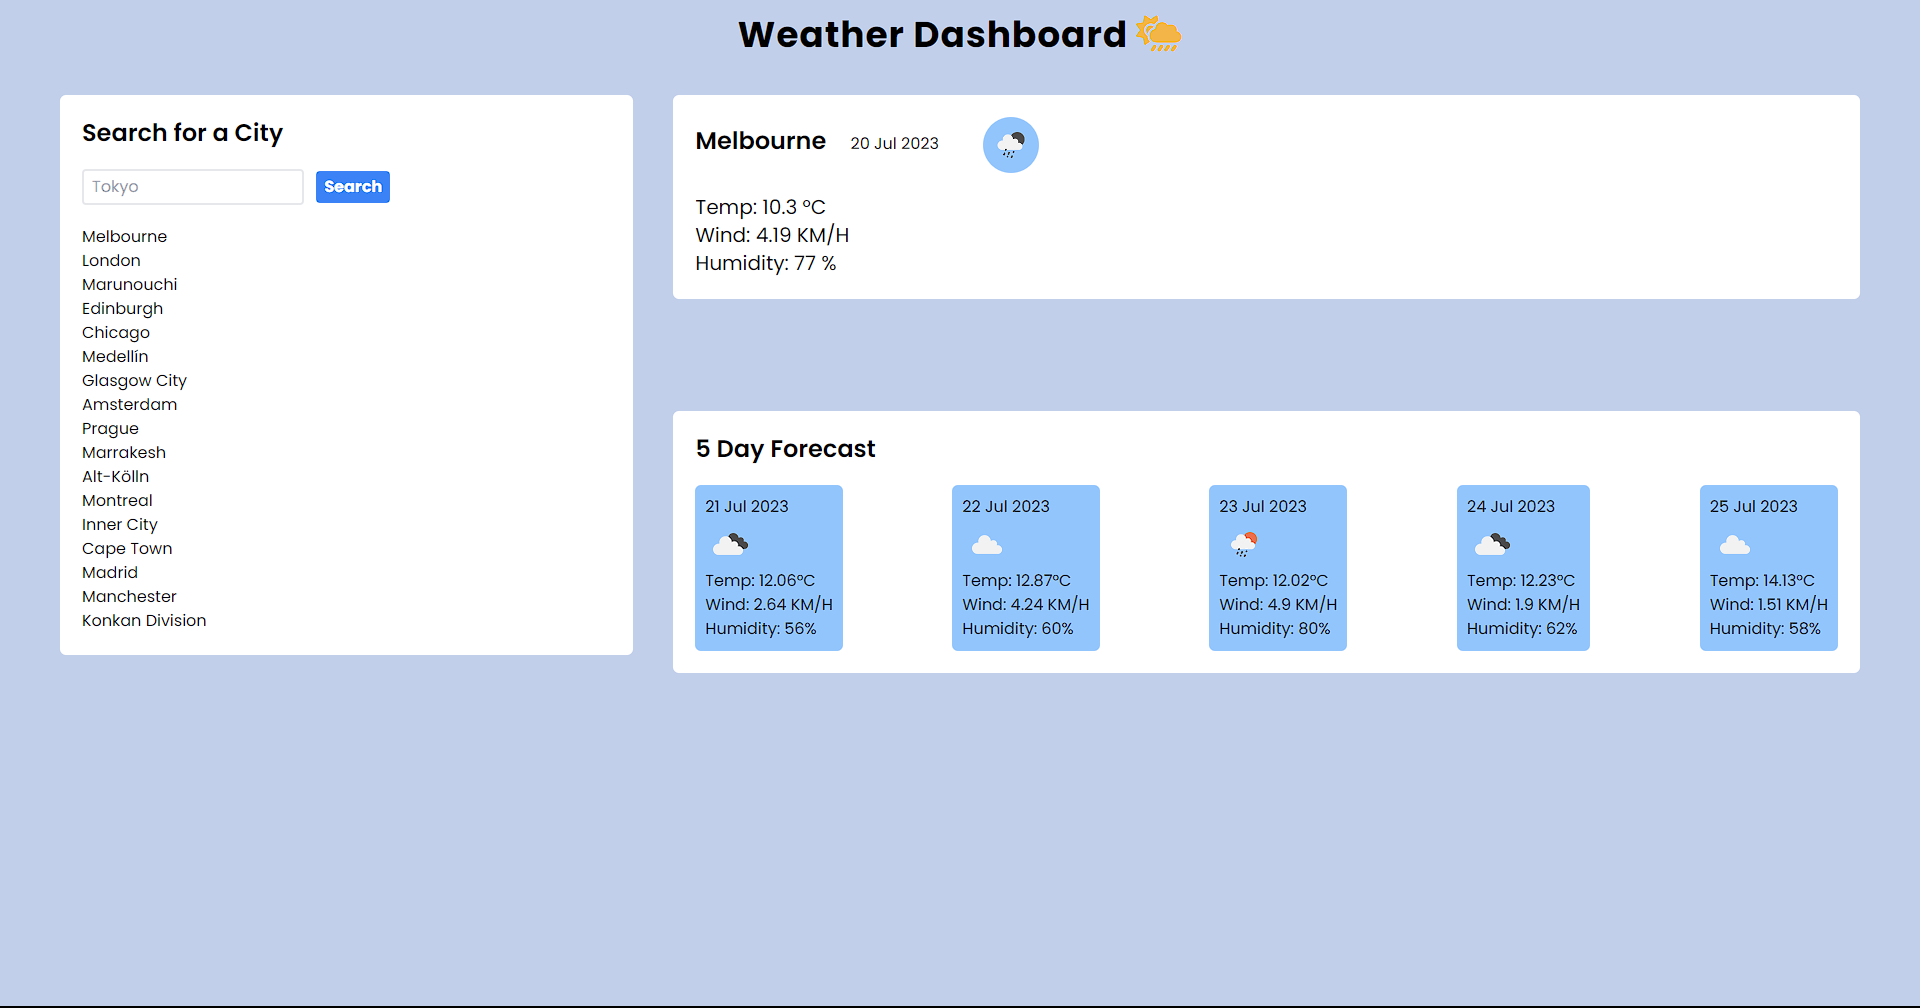 Weather Dashboard
Search for a City
Tokyo
Search
Melbourne
London
Marunouchi
Edinburgh
Chicago
Medellín
Glasgow City
Amsterdam
Prague
Marrakesh
Alt-Kölln
Montreal
Inner City
Cape Town
Madrid
Manchester
Konkan Division
Melbourne 20 Jul 2023
Temp: 10.3 °C
Wind: 4.19 KM/H
Humidity: 77 %
5 Day Forecast
21 Jul 2023
Temp: 12.06°C
Wind: 2.64 KM/H
Humidity: 56%
22 Jul 2023
Temp: 12.87°C
Wind: 4.24 KM/H
Humidity: 60%
23 Jul 2023
Temp: 12.02°C
Wind: 4.9 KM/H
Humidity: 80%
24 Jul 2023
Temp: 12.23°C
Wind: 1.9 KM/H
Humidity: 62%
25 Jul 2023
Temp: 14.13°C
Wind: 1.51 KM/H
Humidity: 58%